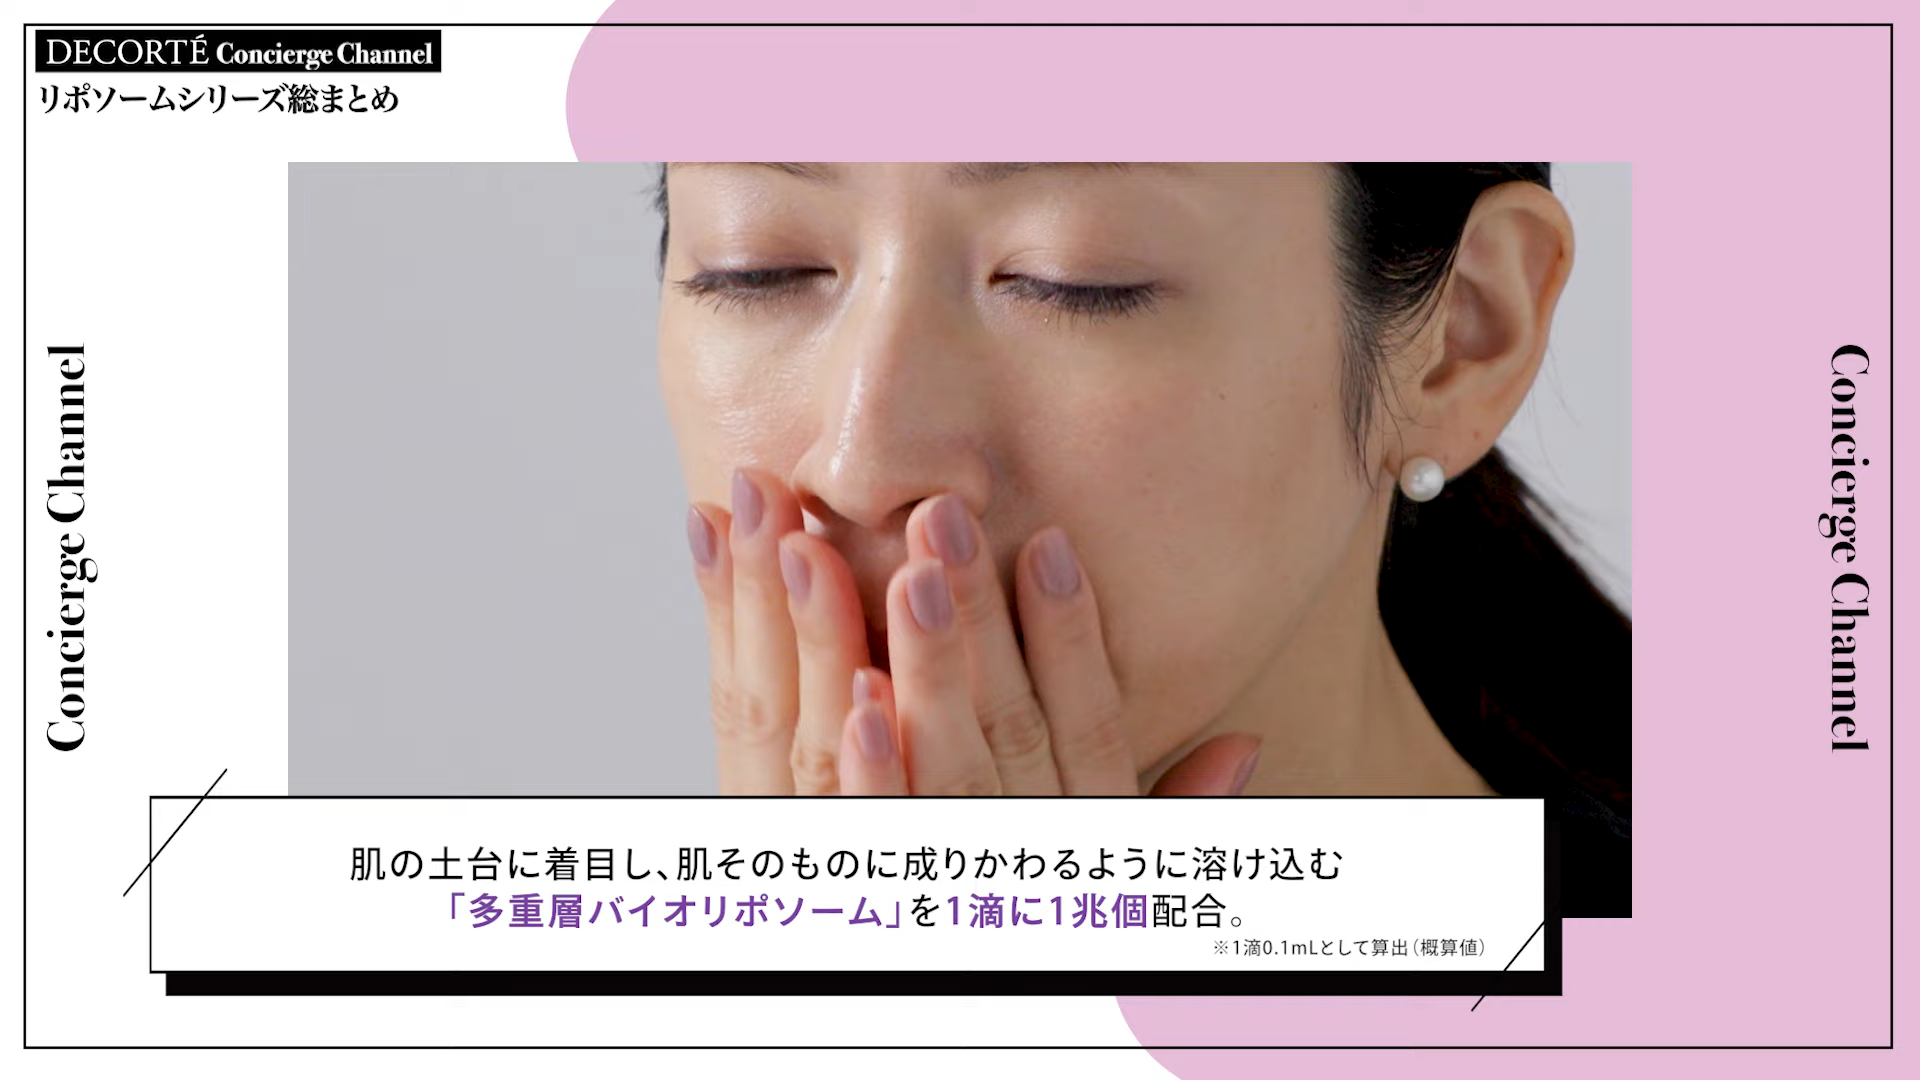 DECORTÉ Concierge Channel
リポソームシリーズ総まとめ
Concierge Channel
Concierge Channel
肌の土台に着目し、肌そのものに成りかわるように溶け込む
「多重層バイオリポソーム」を1滴に1兆個配合。
※1滴0.1mLとして算出（概算値）